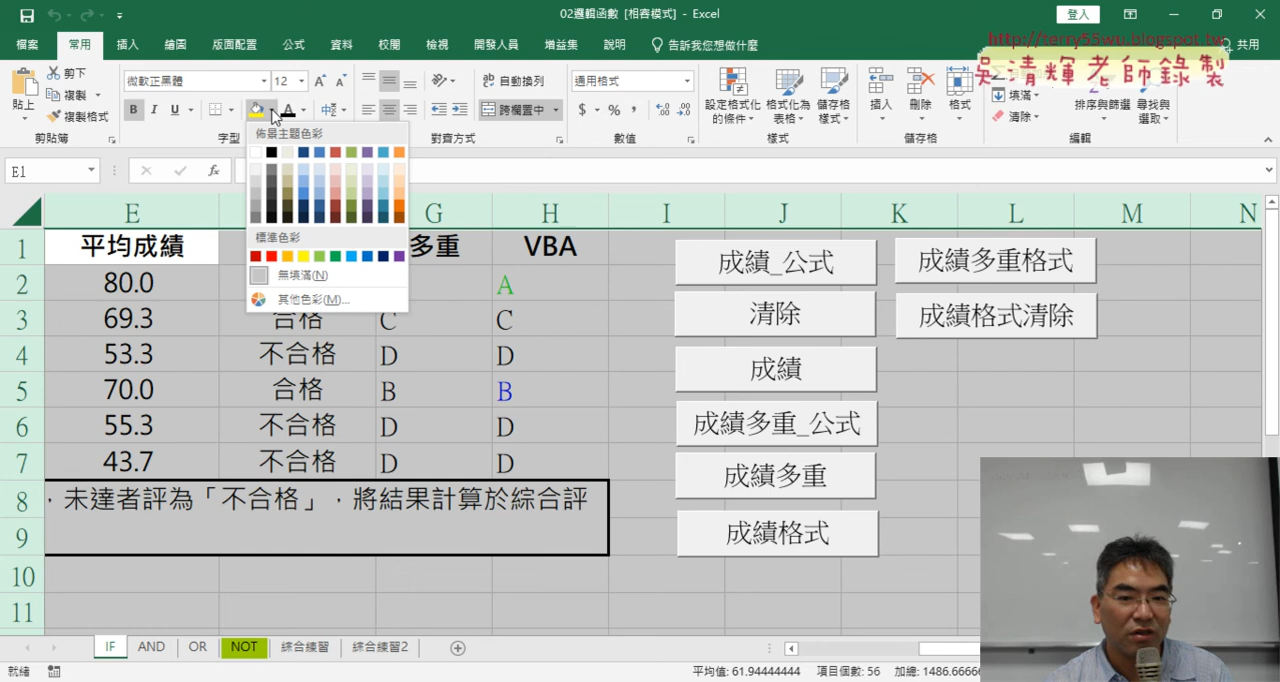 02邏輯函數 [相容模式] - Excel
登入
檔案 常用 插入 繪圖 版面配置 公式 資料 校閱 檢視 開發人員 增益集 說明 告訴我您想做什麼 共用
http://terry55wu.blogspot.tw
吳清輝老師錄製
貼上 剪下 複製 複製格式 剪貼簿
微軟正黑體 12 B I U 中 字型
自動換列 跨欄置中 對齊方式
通用格式 $ % , 數值
設定格式化的條件 格式化為表格 儲存格樣式 樣式
插入 刪除 格式 儲存格
填滿 清除 排序與篩選 尋找與選取 編輯
佈景主題色彩
標準色彩
無填滿(N)
其他色彩(M)...
E1 fx
E G H I J K L M N
1 平均成績 多重 VBA
2 80.0 A
3 69.3 合格 C C
4 53.3 不合格 D D
5 70.0 合格 B B
6 55.3 不合格 D D
7 43.7 不合格 D D
8 ，未達者評為「不合格」，將結果計算於綜合評
9
10
11
成績_公式 成績多重格式
清除 成績格式清除
成績
成績多重_公式
成績多重
成績格式
IF AND OR NOT 綜合練習 綜合練習2
就緒 平均值: 61.94444444 項目個數: 56 加總: 1486.66666